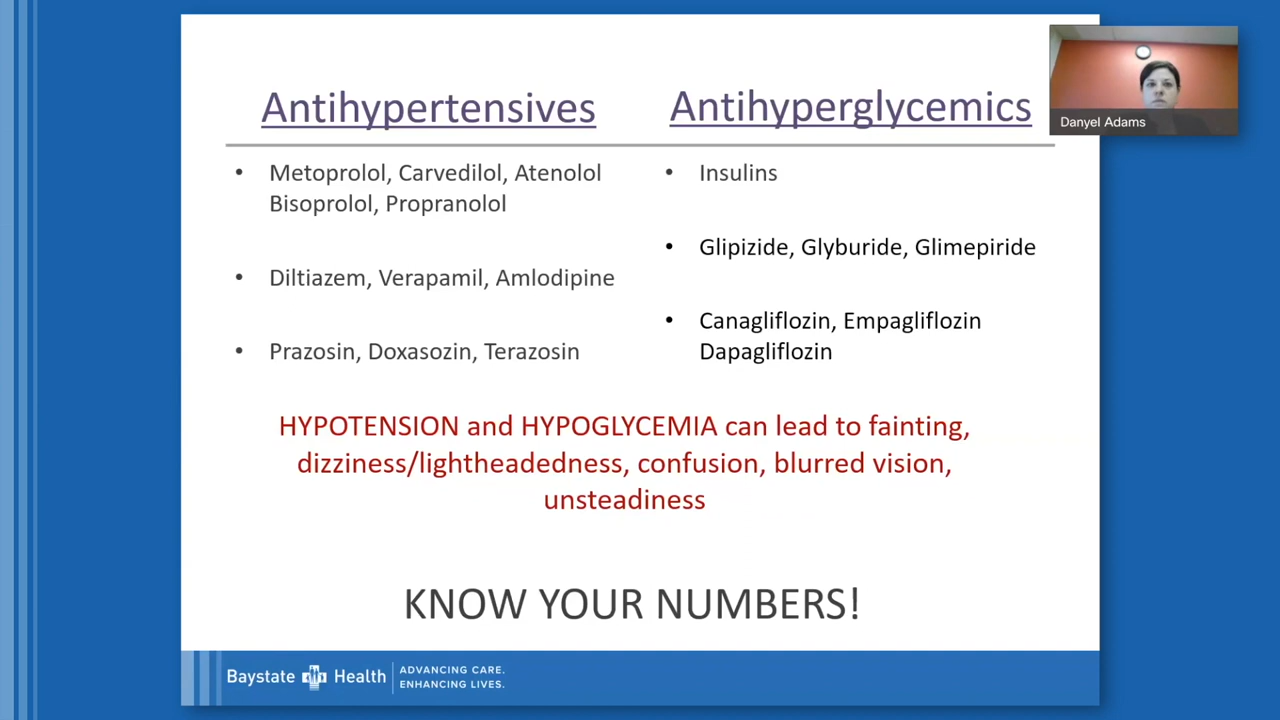 Antihypertensives
Metoprolol, Carvedilol, Atenolol
Bisoprolol, Propranolol
Diltiazem, Verapamil, Amlodipine
Prazosin, Doxasozin, Terazosin
Antihyperglycemics
Insulins
Glipizide, Glyburide, Glimepiride
Canagliflozin, Empagliflozin
Dapagliflozin
HYPOTENSION and HYPOGLYCEMIA can lead to fainting,
dizziness/lightheadedness, confusion, blurred vision,
unsteadiness
KNOW YOUR NUMBERS!
Baystate Health
ADVANCING CARE.
ENHANCING LIVES.
Danyel Adams